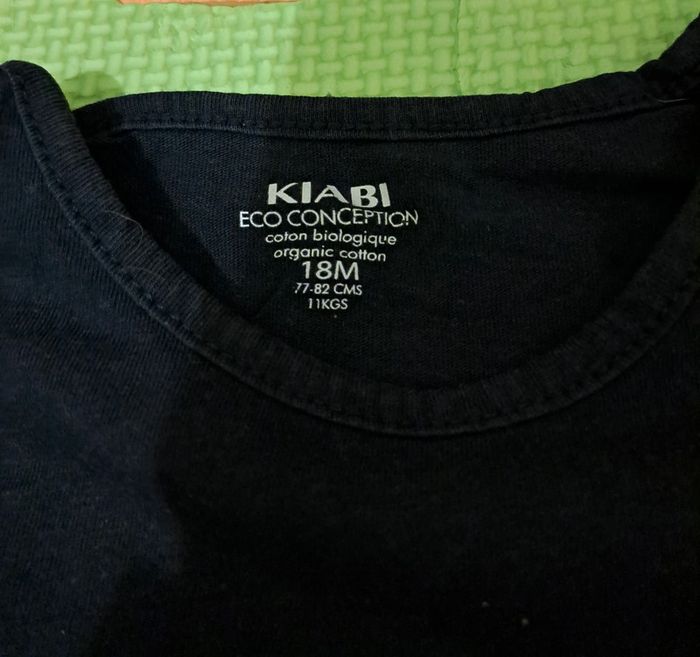 KIABI
ECO CONCEPTION
coton biologique
organic cotton
18M
77-82 CMS
11KGS